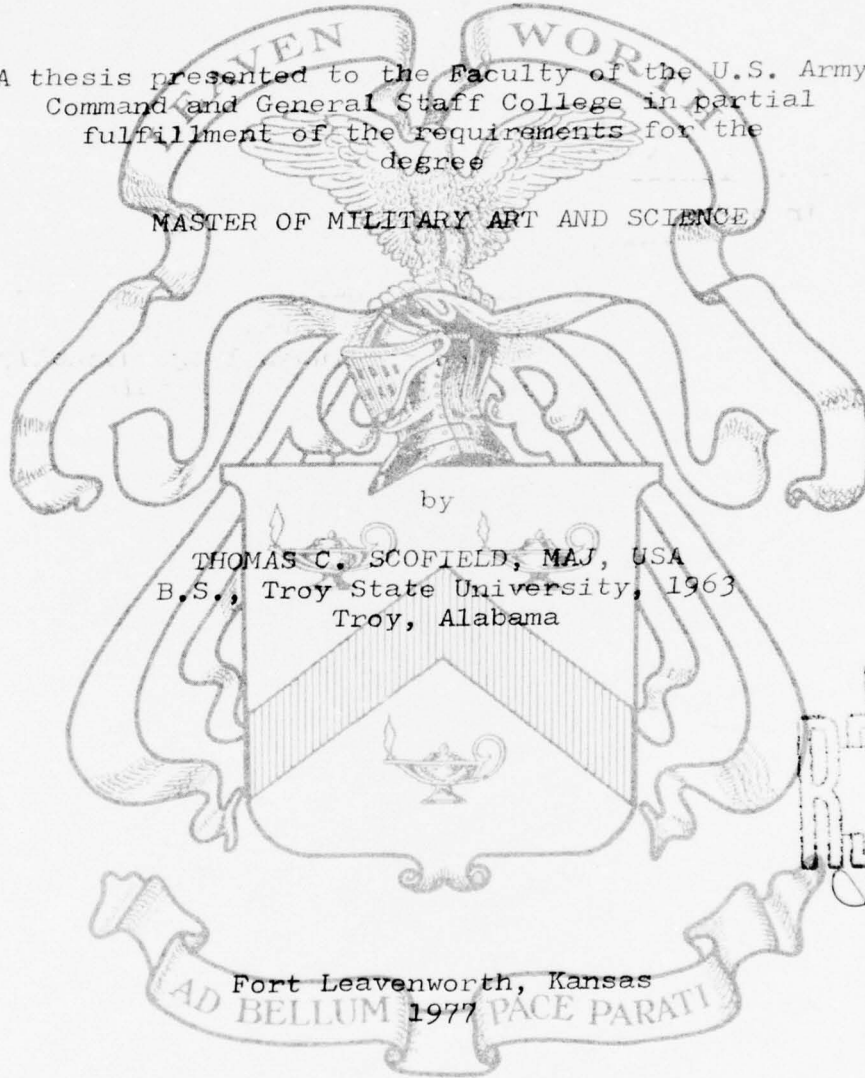 LEAVEN WORTH
A thesis presented to the Faculty of the U.S. Army
Command and General Staff College in partial
fulfillment of the requirements for the
degree
MASTER OF MILITARY ART AND SCIENCE
by
THOMAS C. SCOFIELD, MAJ, USA
B.S., Troy State University, 1963
Troy, Alabama
Fort Leavenworth, Kansas
1977
AD BELLUM PACE PARATI